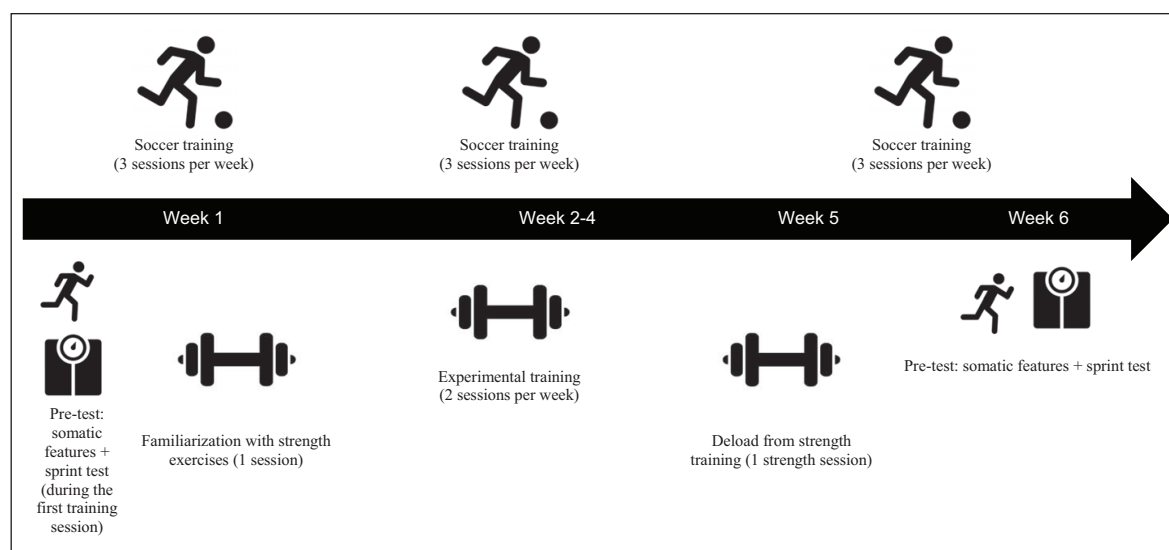 Soccer training
(3 sessions per week)
Soccer training
(3 sessions per week)
Soccer training
(3 sessions per week)
Week 1
Week 2-4
Week 5
Week 6
Pre-test:
somatic
features +
sprint test
(during the
first training
session)
Familiarization with strength
exercises (1 session)
Experimental training
(2 sessions per week)
Deload from strength
training (1 strength session)
Pre-test: somatic features + sprint test